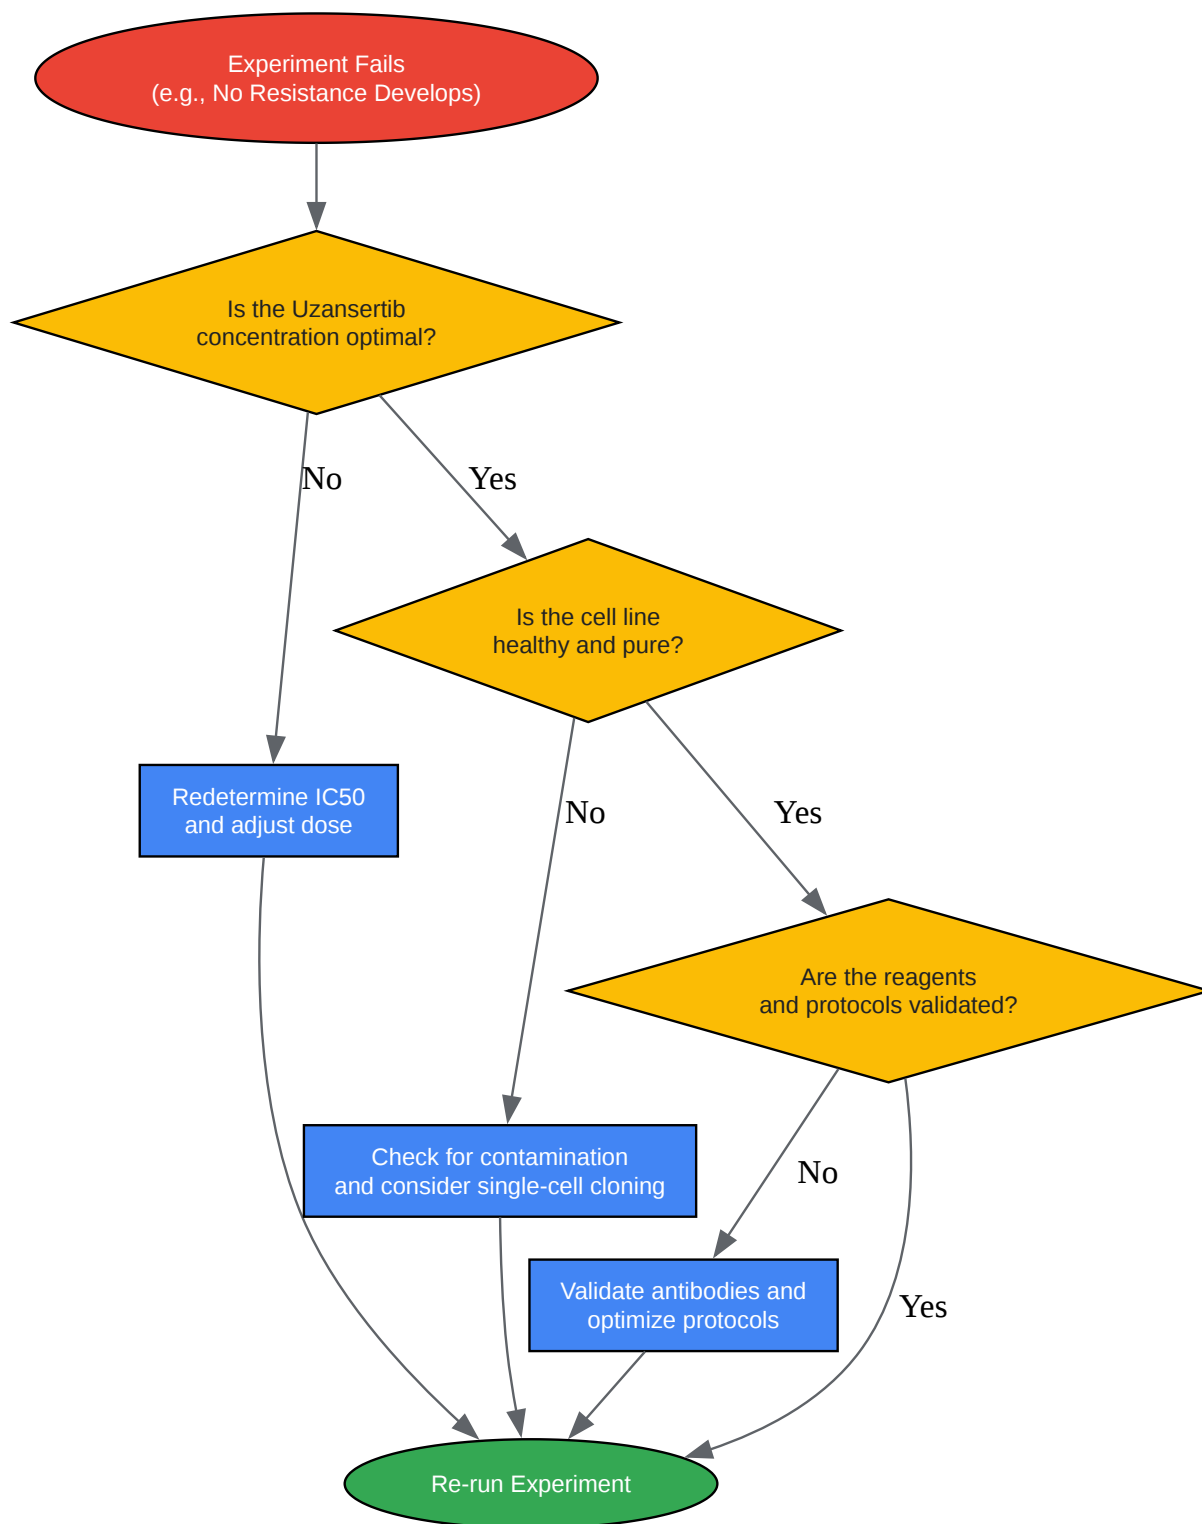 Experiment Fails
(e.g., No Resistance Develops)
Is the Uzansertib
concentration optimal?
No
Yes
Is the cell line
healthy and pure?
Redetermine IC50
and adjust dose
No
Yes
Are the reagents
and protocols validated?
Check for contamination
and consider single-cell cloning
No
Validate antibodies and
optimize protocols
Yes
Re-run Experiment